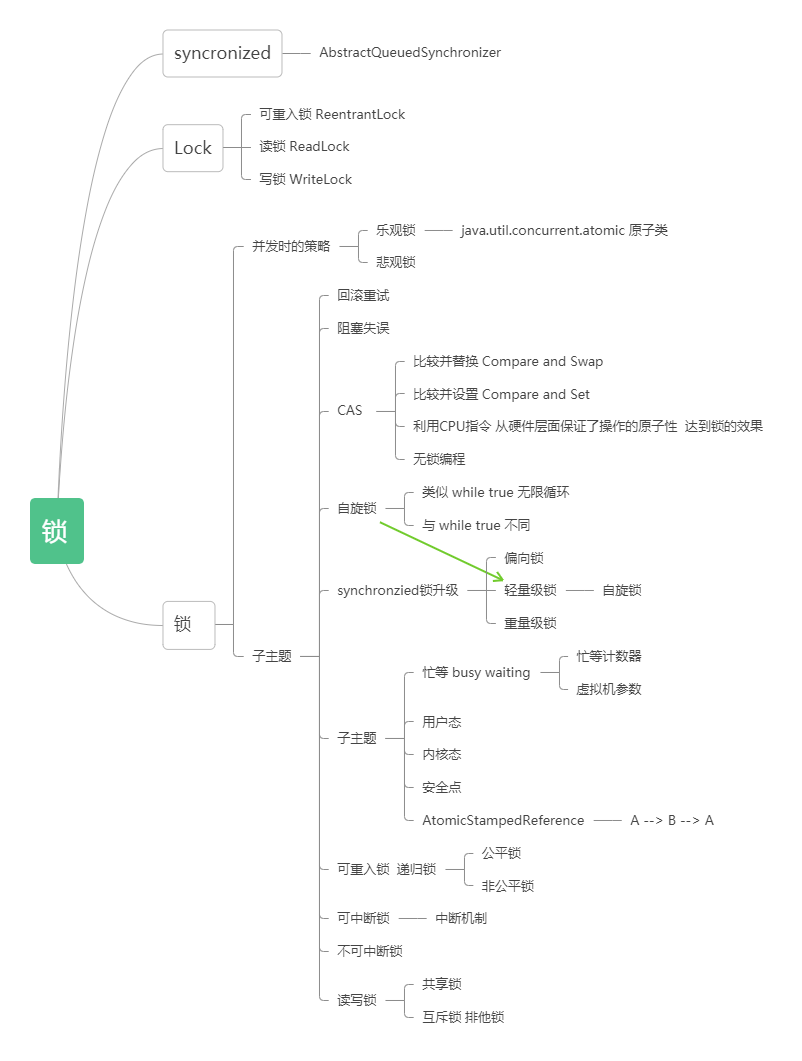 syncronized
AbstractQueuedSynchronizer
Lock
可重入锁 ReentrantLock
读锁 ReadLock
写锁 WriteLock
并发时的策略
乐观锁
java.util.concurrent.atomic 原子类
悲观锁
回滚重试
阻塞失误
CAS
比较并替换 Compare and Swap
比较并设置 Compare and Set
利用CPU指令 从硬件层面保证了操作的原子性 达到锁的效果
无锁编程
自旋锁
类似 while true 无限循环
与 while true 不同
锁
synchronzied锁升级
偏向锁
轻量级锁
自旋锁
重量级锁
锁
子主题
子主题
忙等 busy waiting
忙等计数器
虚拟机参数
用户态
内核态
安全点
AtomicStampedReference
A --> B --> A
可重入锁 递归锁
公平锁
非公平锁
可中断锁
中断机制
不可中断锁
读写锁
共享锁
互斥锁 排他锁